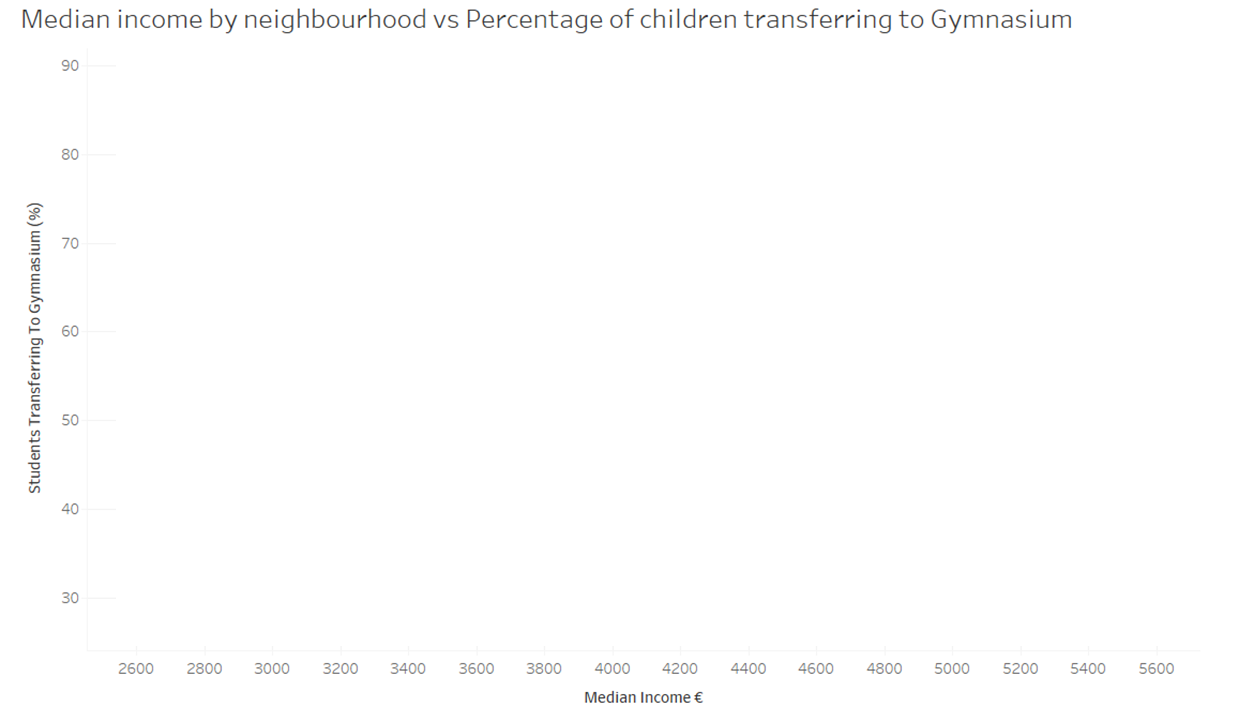 Median income by neighbourhood vs Percentage of children transferring to Gymnasium
90
80
70
60
50
40
30
Students Transferring To Gymnasium (%)
2600 2800 3000 3200 3400 3600 3800 4000 4200 4400 4600 4800 5000 5200 5400 5600
Median Income €